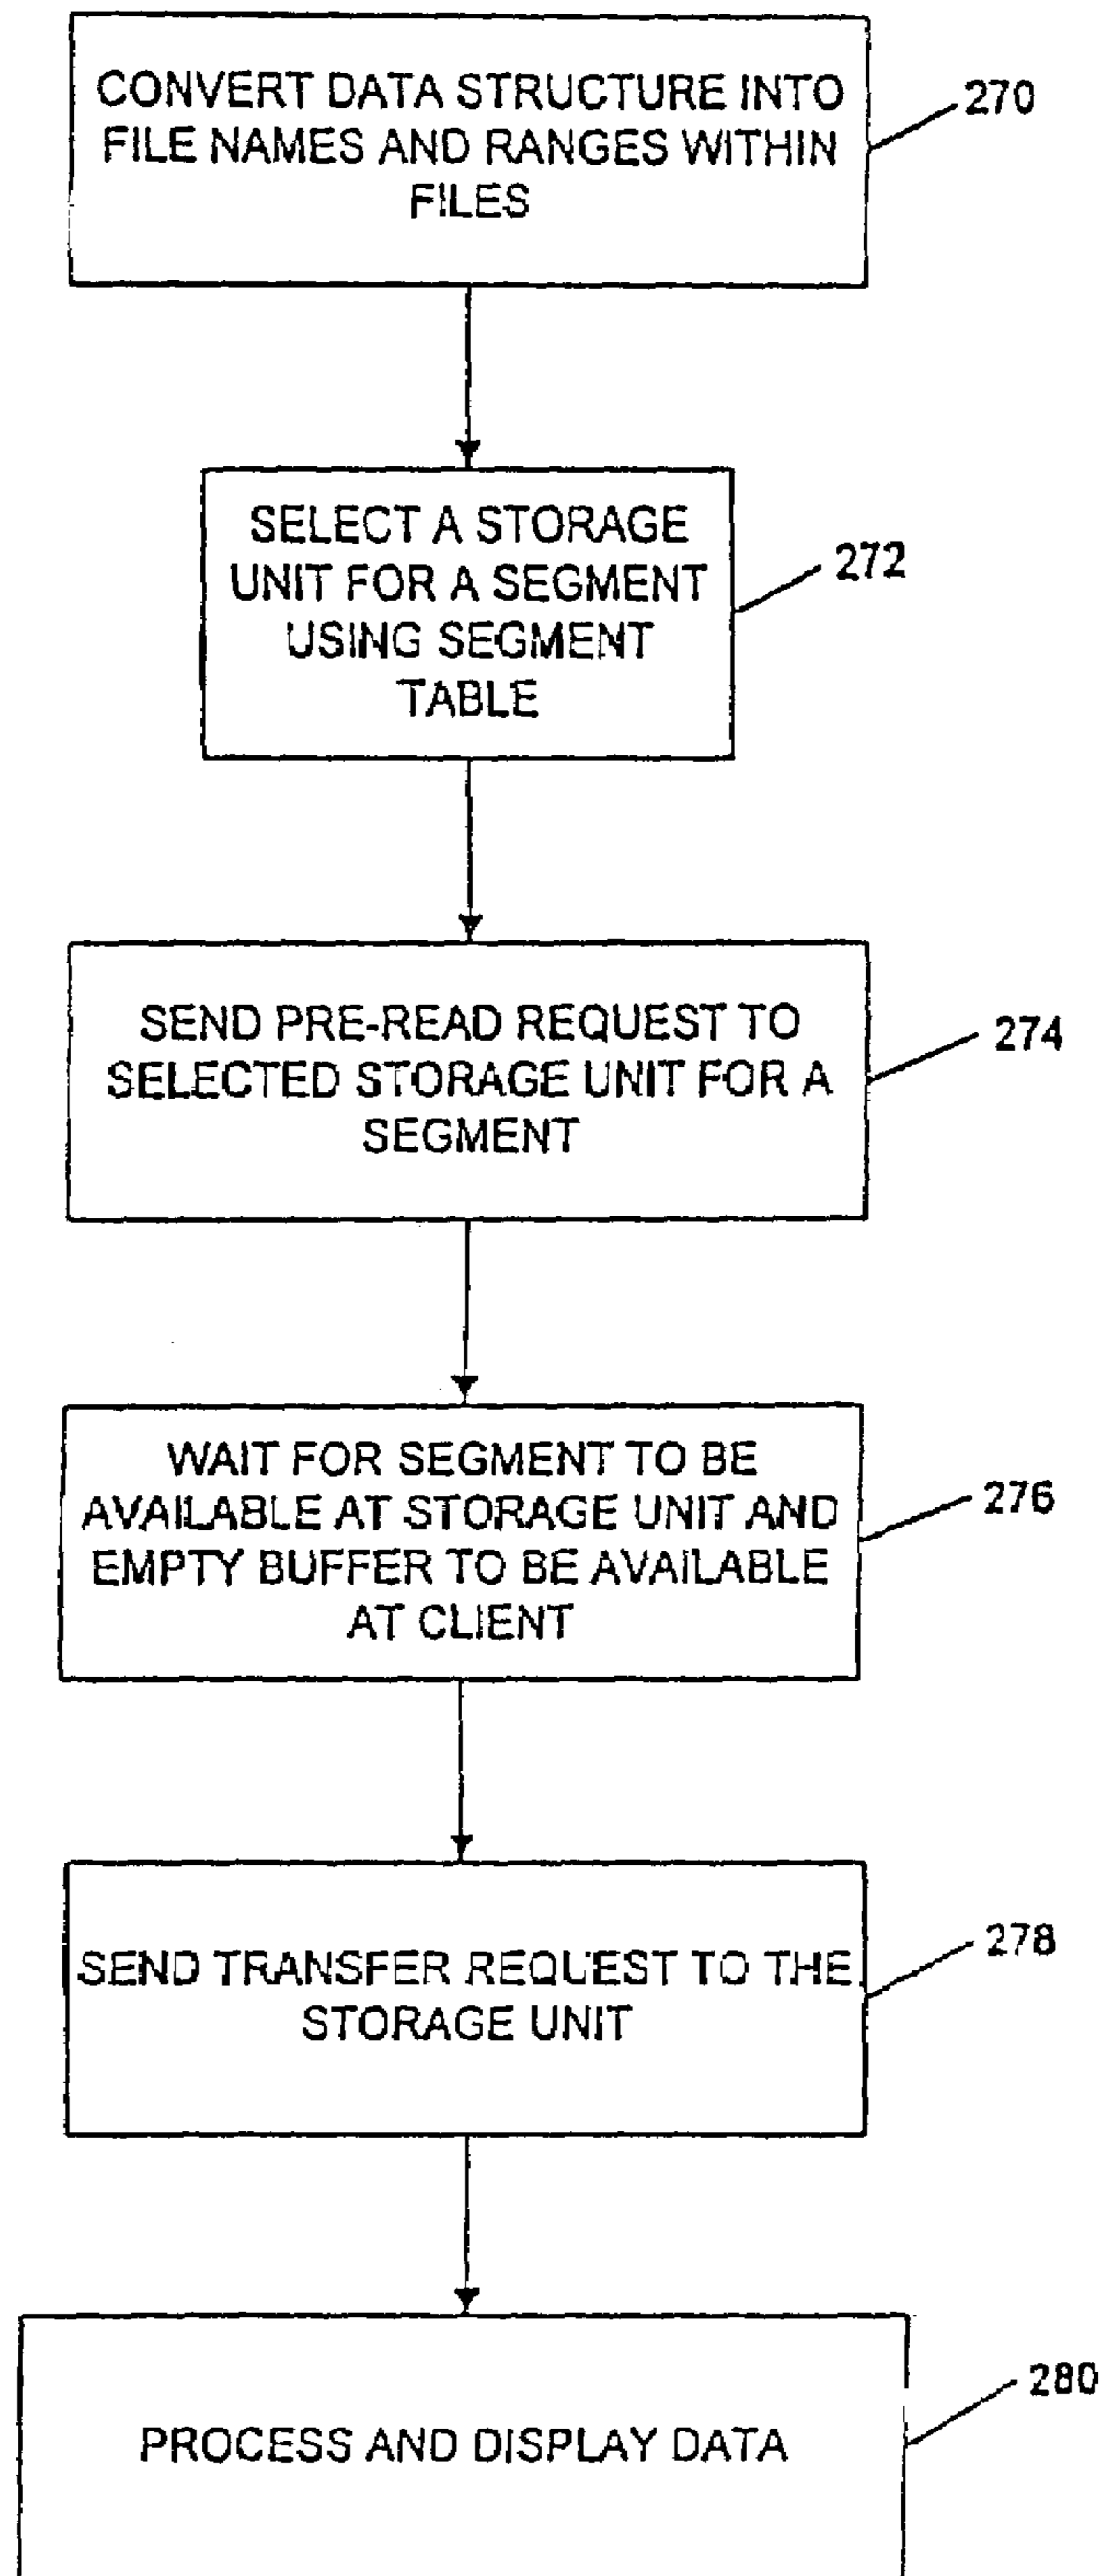 CONVERT DATA STRUCTURE INTO
FILE NAMES AND RANGES WITHIN
FILES
270
SELECT A STORAGE
UNIT FOR A SEGMENT
USING SEGMENT
TABLE
272
SEND PRE-READ REQUEST TO
SELECTED STORAGE UNIT FOR A
SEGMENT
274
WAIT FOR SEGMENT TO BE
AVAILABLE AT STORAGE UNIT AND
EMPTY BUFFER TO BE AVAILABLE
AT CLIENT
276
SEND TRANSFER REQUEST TO THE
STORAGE UNIT
278
PROCESS AND DISPLAY DATA
280